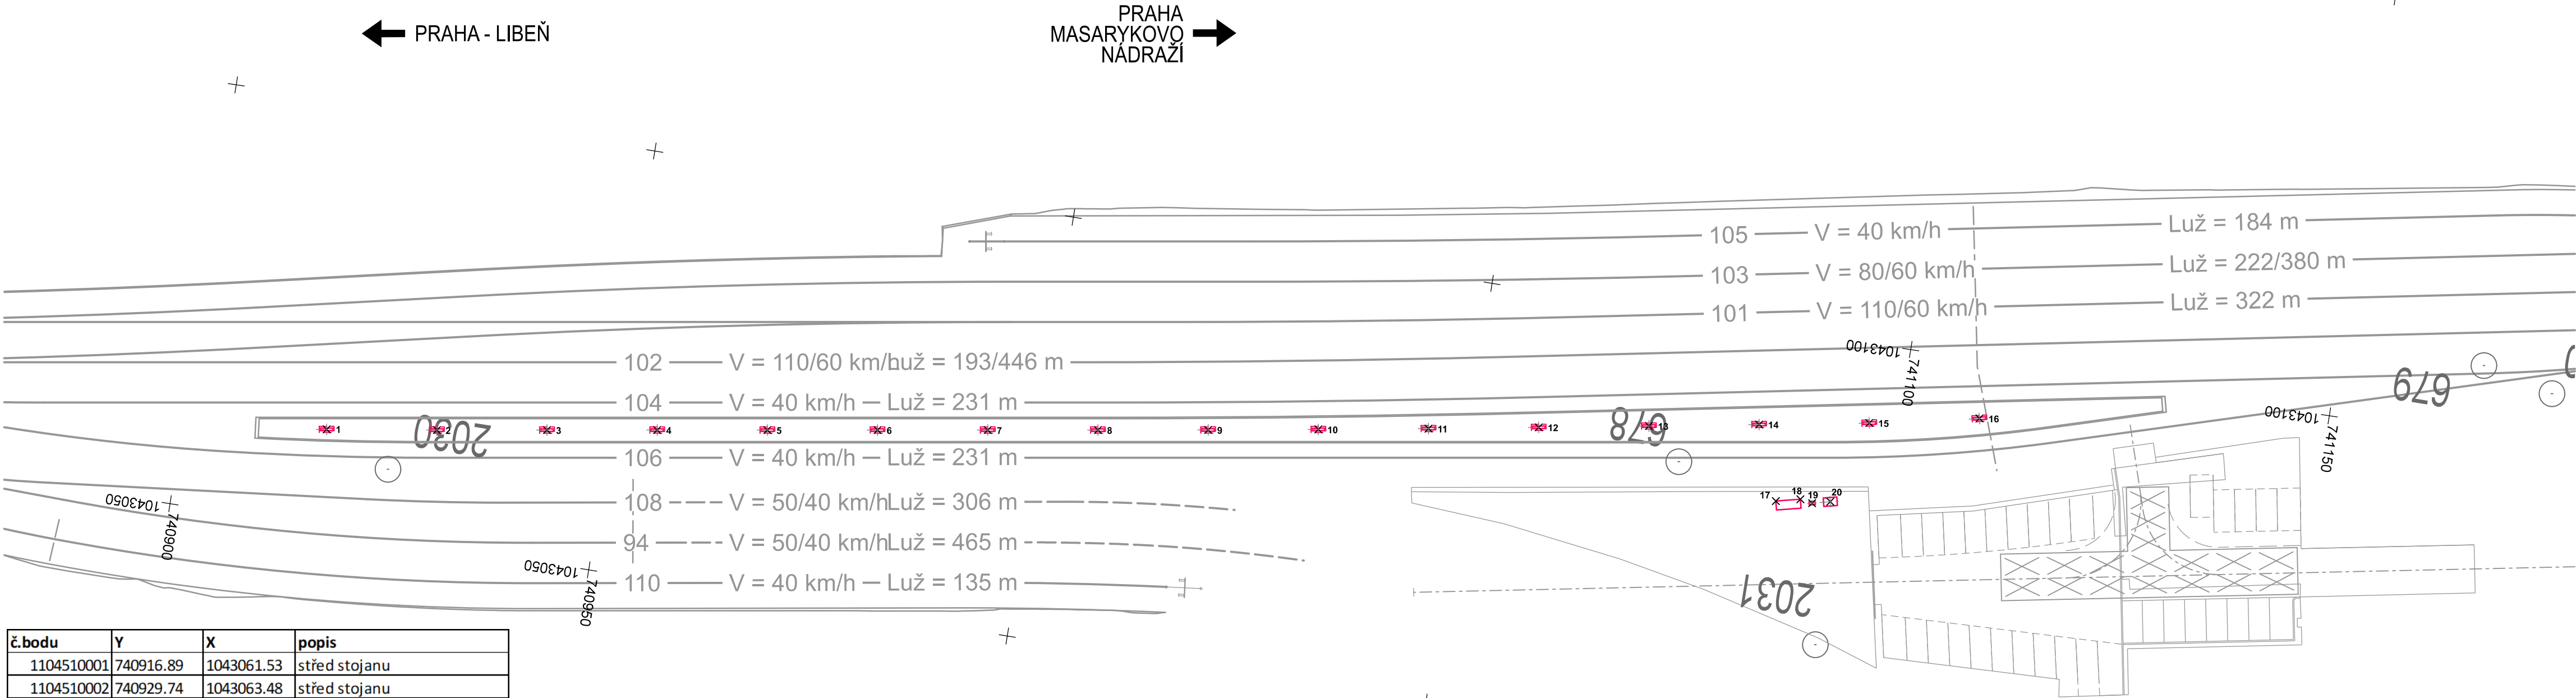 PRAHA - LIBEŇ
PRAHA
MASARYKOVO
NÁDRAŽÍ
105 V = 40 km/h Luž = 184 m
103 V = 80/60 km/h Luž = 222/380 m
101 V = 110/60 km/h Luž = 322 m
1043100
741100
102 V = 110/60 km/h Luž = 193/446 m
679
104 V = 40 km/h Luž = 231 m
1043100
741150
1 2 3 4 5 6 7 8 9 10 11 12 13 14 15 16
2030
678
106 V = 40 km/h Luž = 231 m
1043050
740900
108 V = 50/40 km/h Luž = 306 m
17 18 19 20
94 V = 50/40 km/h Luž = 465 m
1043050
740950
110 V = 40 km/h Luž = 135 m
2031
č.bodu Y X popis
1104510001 740916.89 1043061.53 střed stojanu
1104510002 740929.74 1043063.48 střed stojanu